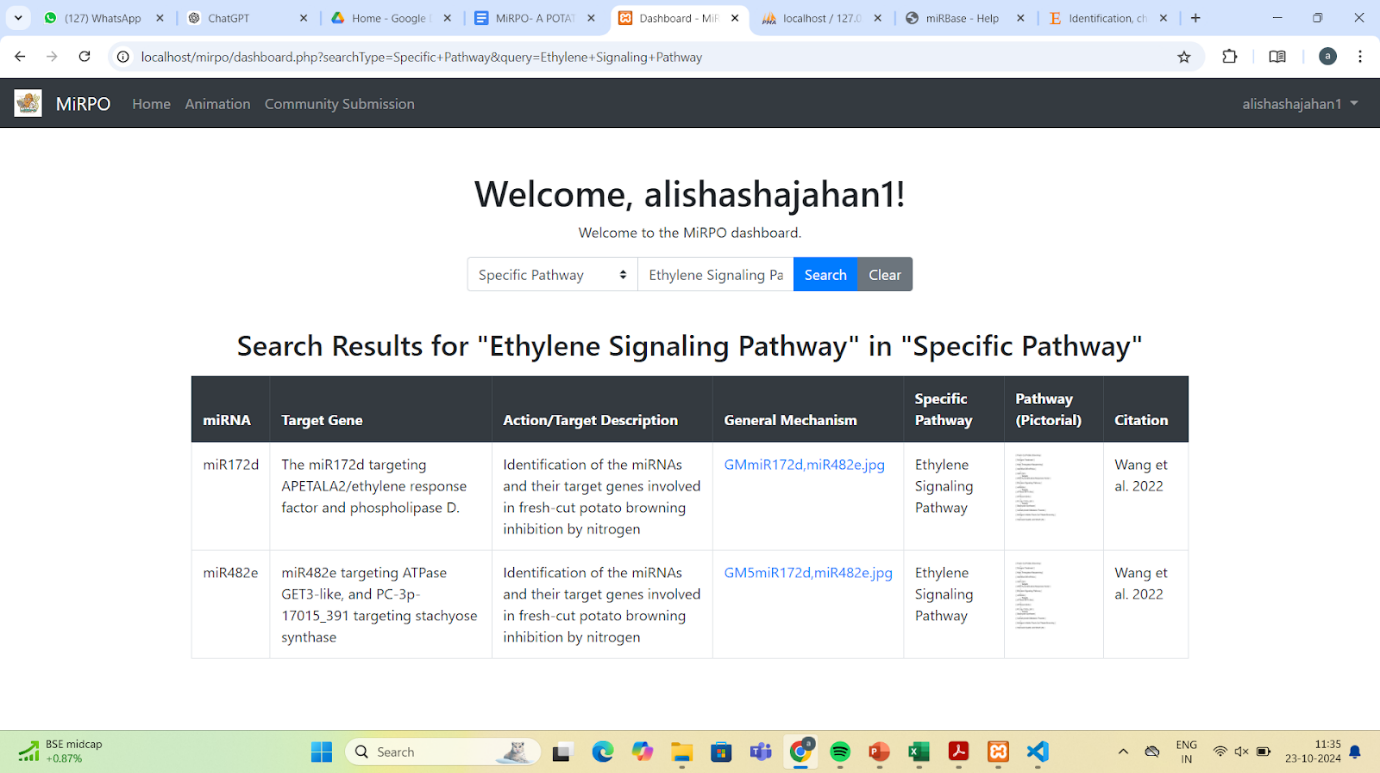 (127) WhatsApp
ChatGPT
Home - Google
MiRPO- A POTA
Dashboard - MiR
localhost / 127.0
miRBase - Help
Identification, ch
localhost/mirpo/dashboard.php?searchType=Specific+Pathway&query=Ethylene+Signaling+Pathway
a
MiRPO
Home
Animation
Community Submission
alishashajahan1
Welcome, alishashajahan1!
Welcome to the MiRPO dashboard.
Specific Pathway
Ethylene Signaling Pa
Search
Clear
Search Results for "Ethylene Signaling Pathway" in "Specific Pathway"
miRNA
Target Gene
Action/Target Description
General Mechanism
Specific
Pathway
Pathway
(Pictorial)
Citation
miR172d
The miR172d targeting
APETALA2/ethylene response
factor and phospholipase D.
Identification of the miRNAs
and their target genes involved
in fresh-cut potato browning
inhibition by nitrogen
GMmiR172d,miR482e.jpg
Ethylene
Signaling
Pathway
Wang et
al. 2022
miR482e
miR482e targeting ATPase
GET3-like, and PC-3p-
17015_391 targeting stachyose
synthase
Identification of the miRNAs
and their target genes involved
in fresh-cut potato browning
inhibition by nitrogen
GM5miR172d,miR482e.jpg
Ethylene
Signaling
Pathway
Wang et
al. 2022
BSE midcap
+0.87%
Search
ENG
IN
11:35
23-10-2024